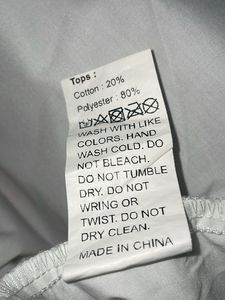 Tops :
Cotton : 20%
Polyester : 80%
WASH WITH LIKE
COLORS. HAND
WASH COLD. DO
NOT BLEACH.
DO NOT TUMBLE
DRY. DO NOT
WRING OR
TWIST. DO NOT
DRY CLEAN.
MADE IN CHINA